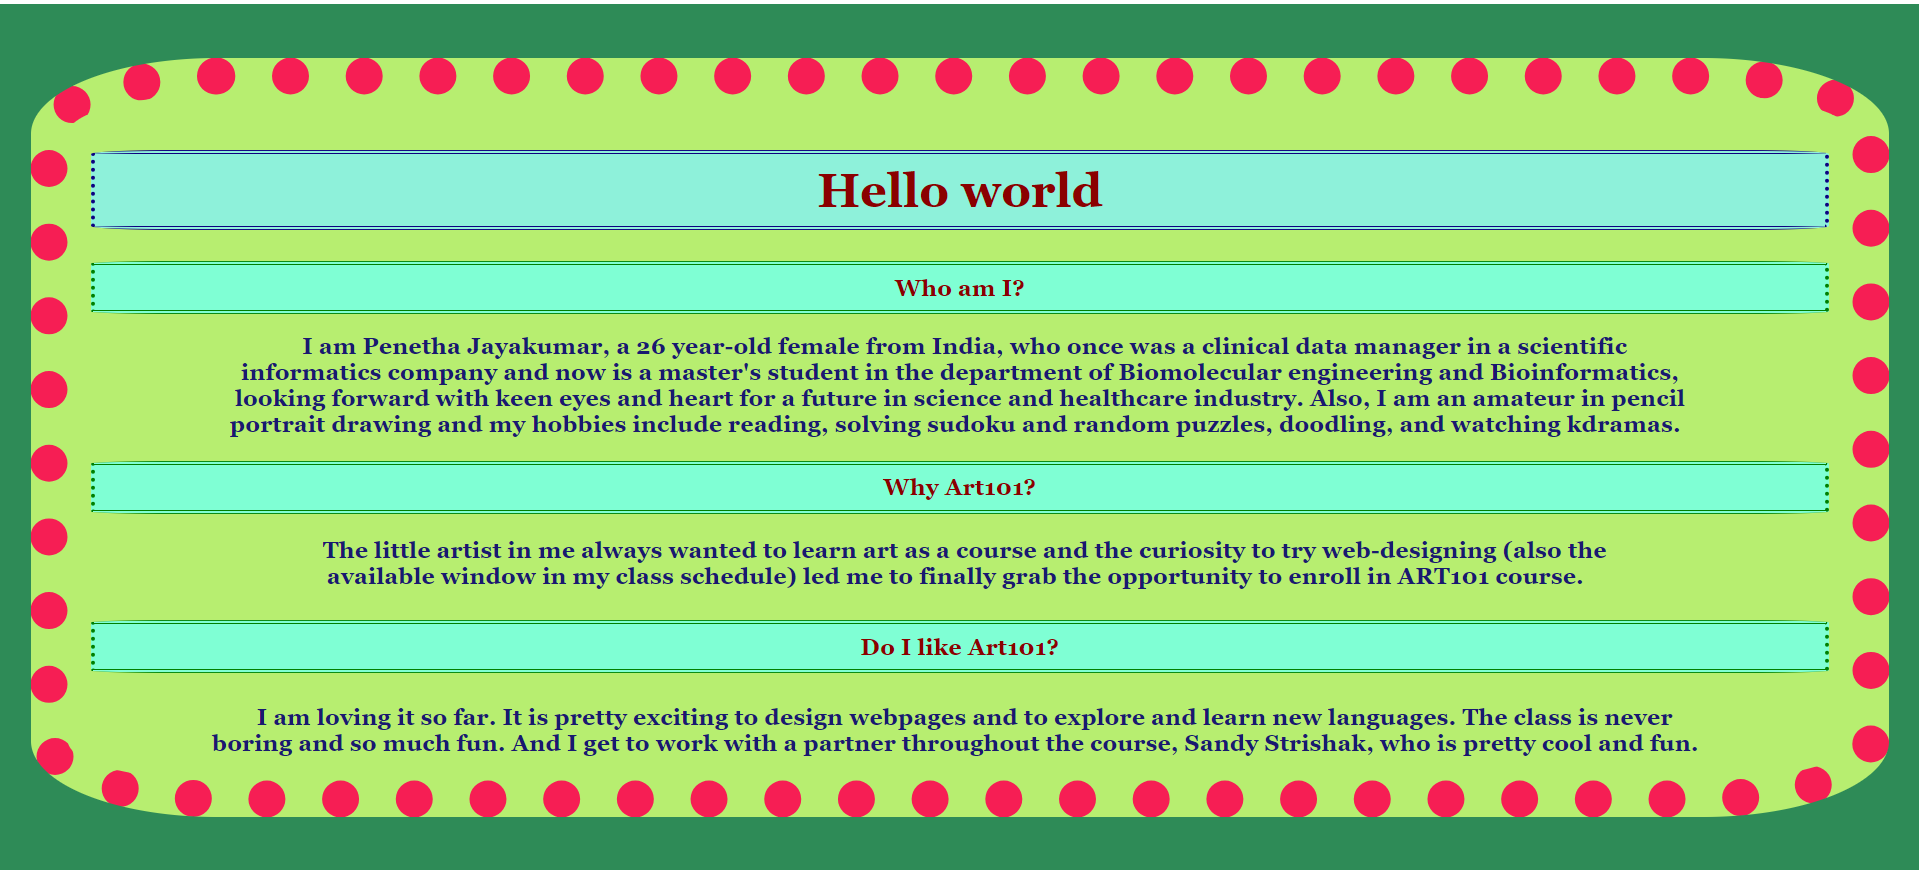 Hello world
Who am I?
I am Penetha Jayakumar, a 26 year-old female from India, who once was a clinical data manager in a scientific
informatics company and now is a master's student in the department of Biomolecular engineering and Bioinformatics,
looking forward with keen eyes and heart for a future in science and healthcare industry. Also, I am an amateur in pencil
portrait drawing and my hobbies include reading, solving sudoku and random puzzles, doodling, and watching kdramas.
Why Art101?
The little artist in me always wanted to learn art as a course and the curiosity to try web-designing (also the
available window in my class schedule) led me to finally grab the opportunity to enroll in ART101 course.
Do I like Art101?
I am loving it so far. It is pretty exciting to design webpages and to explore and learn new languages. The class is never
boring and so much fun. And I get to work with a partner throughout the course, Sandy Strishak, who is pretty cool and fun.